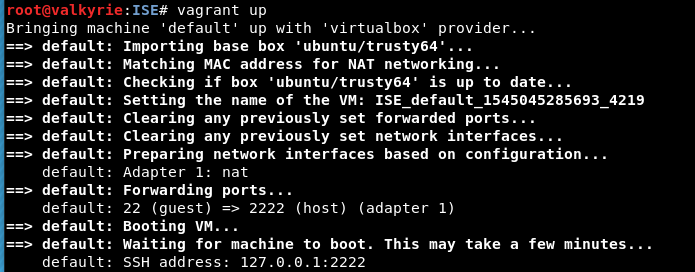 root@valkyrie:ISE# vagrant up
Bringing machine 'default' up with 'virtualbox' provider...
==> default: Importing base box 'ubuntu/trusty64'...
==> default: Matching MAC address for NAT networking...
==> default: Checking if box 'ubuntu/trusty64' is up to date...
==> default: Setting the name of the VM: ISE_default_1545045285693_4219
==> default: Clearing any previously set forwarded ports...
==> default: Clearing any previously set network interfaces...
==> default: Preparing network interfaces based on configuration...
    default: Adapter 1: nat
==> default: Forwarding ports...
    default: 22 (guest) => 2222 (host) (adapter 1)
==> default: Booting VM...
==> default: Waiting for machine to boot. This may take a few minutes...
    default: SSH address: 127.0.0.1:2222